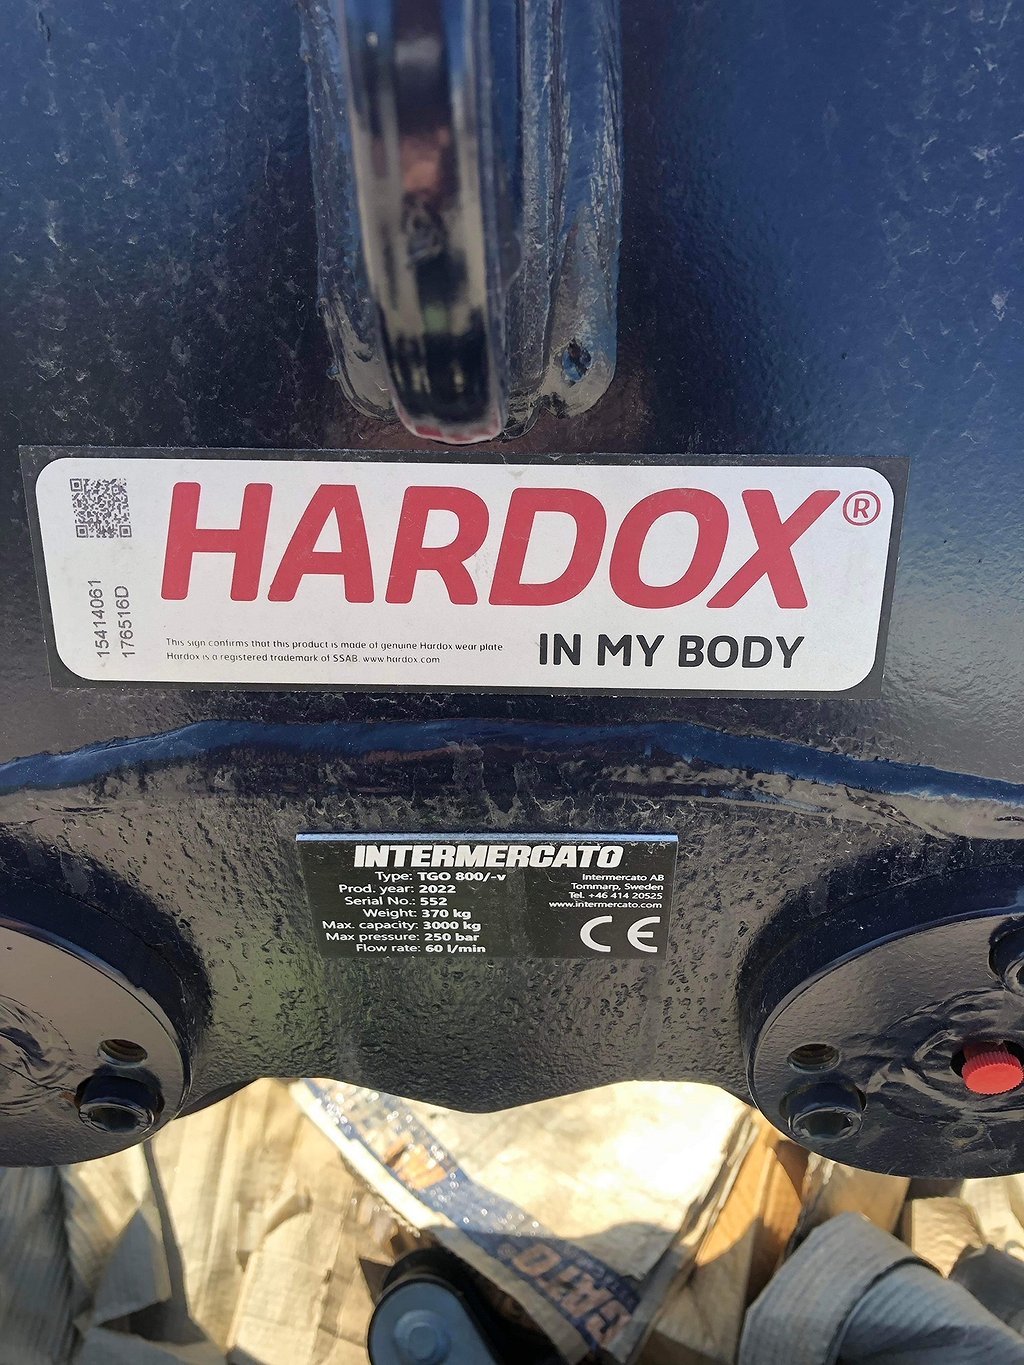 HARDOX®
15414061
176516D
This sign confirms that this product is made of genuine Hardox wear plate.
Hardox is a registered trademark of SSAB. www.hardox.com
IN MY BODY
INTERMERCATO
Type: TGO 800/-v
Prod. year: 2022
Serial No.: 552
Weight: 370 kg
Max. capacity: 3000 kg
Max pressure: 250 bar
Flow rate: 60 l/min
Intermercato AB
Tommarp, Sweden
Tel. +46 414 20525
www.intermercato.com
CE